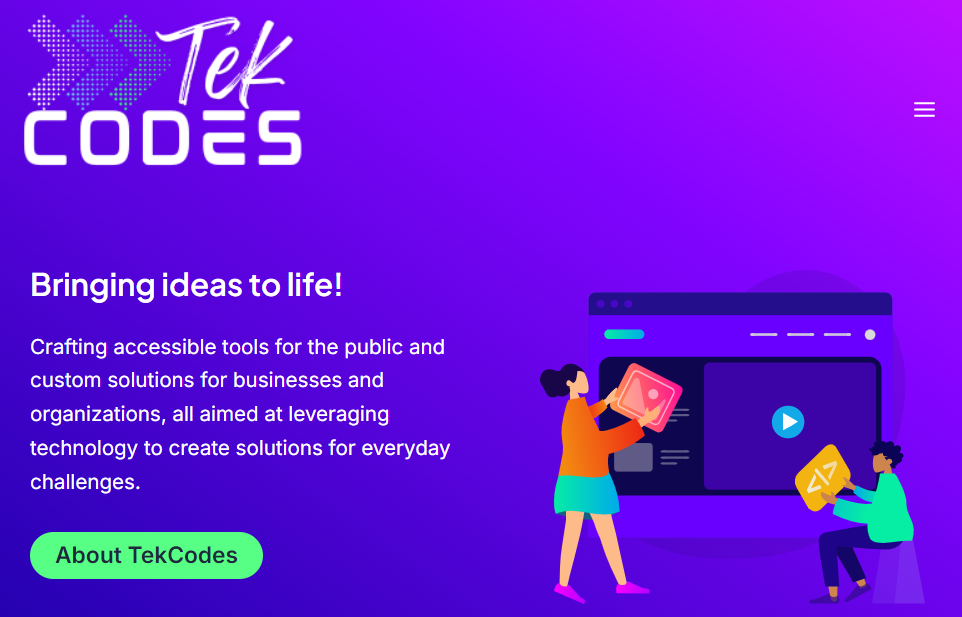 Tek
CODES
Bringing ideas to life!
Crafting accessible tools for the public and
custom solutions for businesses and
organizations, all aimed at leveraging
technology to create solutions for everyday
challenges.
</>
About TekCodes